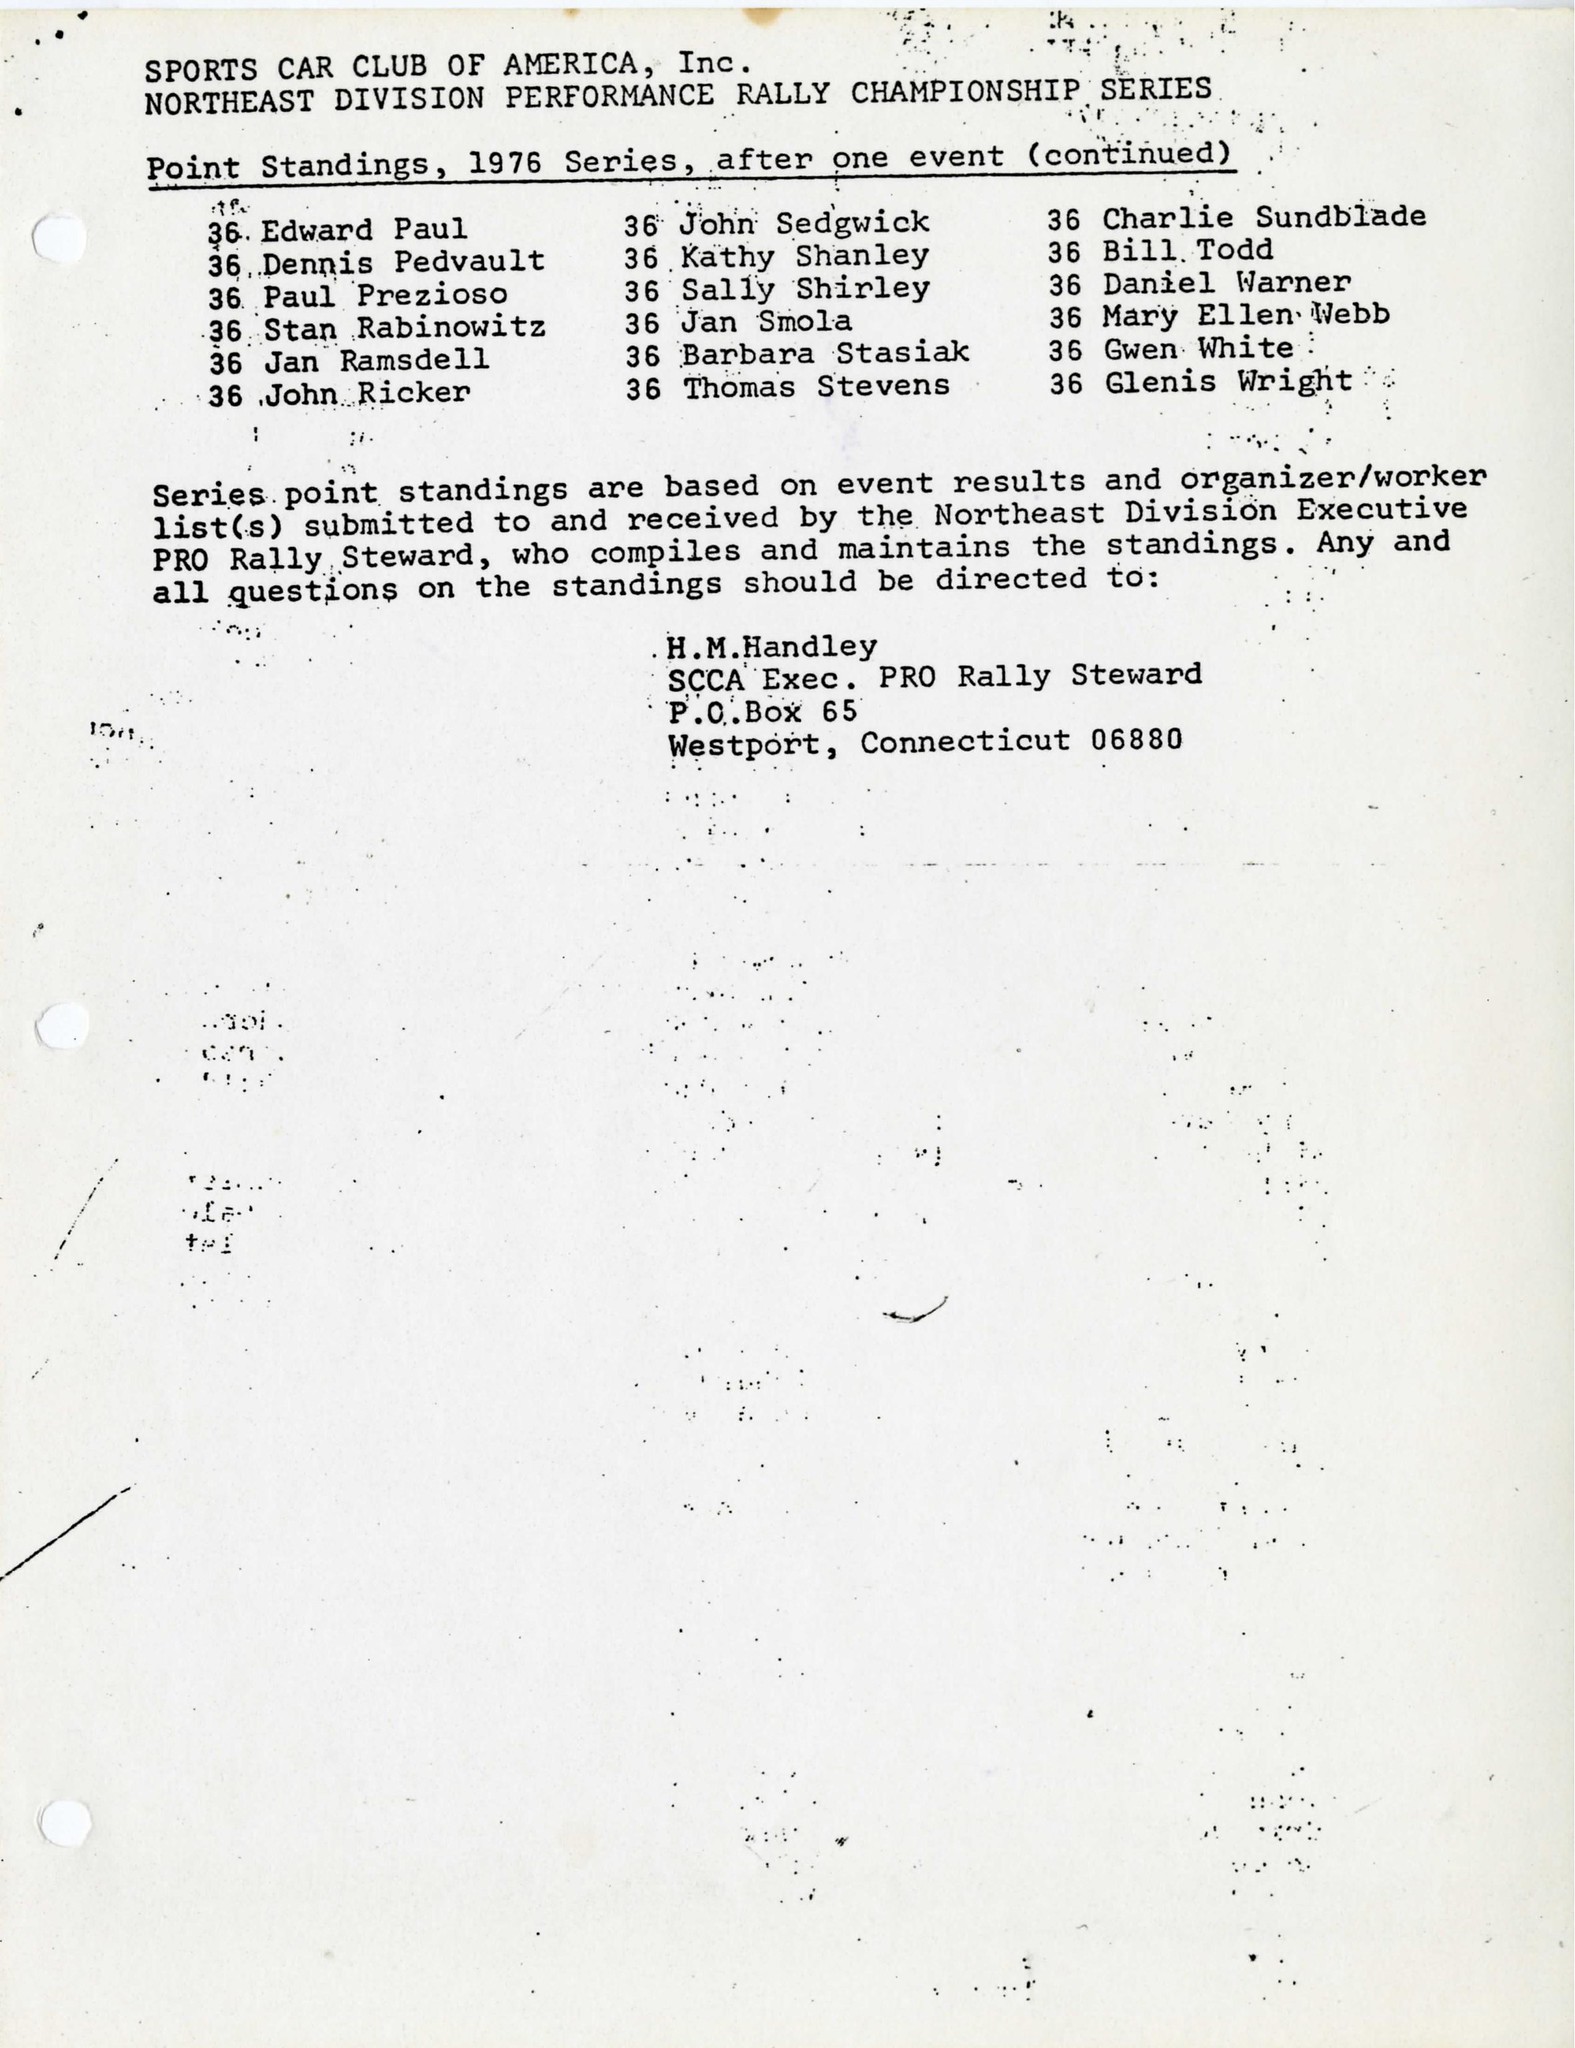 SPORTS CAR CLUB OF AMERICA, Inc.
NORTHEAST DIVISION PERFORMANCE RALLY CHAMPIONSHIP SERIES
Point Standings, 1976 Series, after one event (continued)
36 Edward Paul 36 John Sedgwick 36 Charlie Sundblade
36 Dennis Pedvault 36 Kathy Shanley 36 Bill Todd
36 Paul Prezioso 36 Sally Shirley 36 Daniel Warner
36 Stan Rabinowitz 36 Jan Smola 36 Mary Ellen Webb
36 Jan Ramsdell 36 Barbara Stasiak 36 Gwen White
36 John Ricker 36 Thomas Stevens 36 Glenis Wright
Series point standings are based on event results and organizer/worker
list(s) submitted to and received by the Northeast Division Executive
PRO Rally Steward, who compiles and maintains the standings. Any and
all questions on the standings should be directed to:
H.M.Handley
SCCA Exec. PRO Rally Steward
P.O.Box 65
Westport, Connecticut 06880